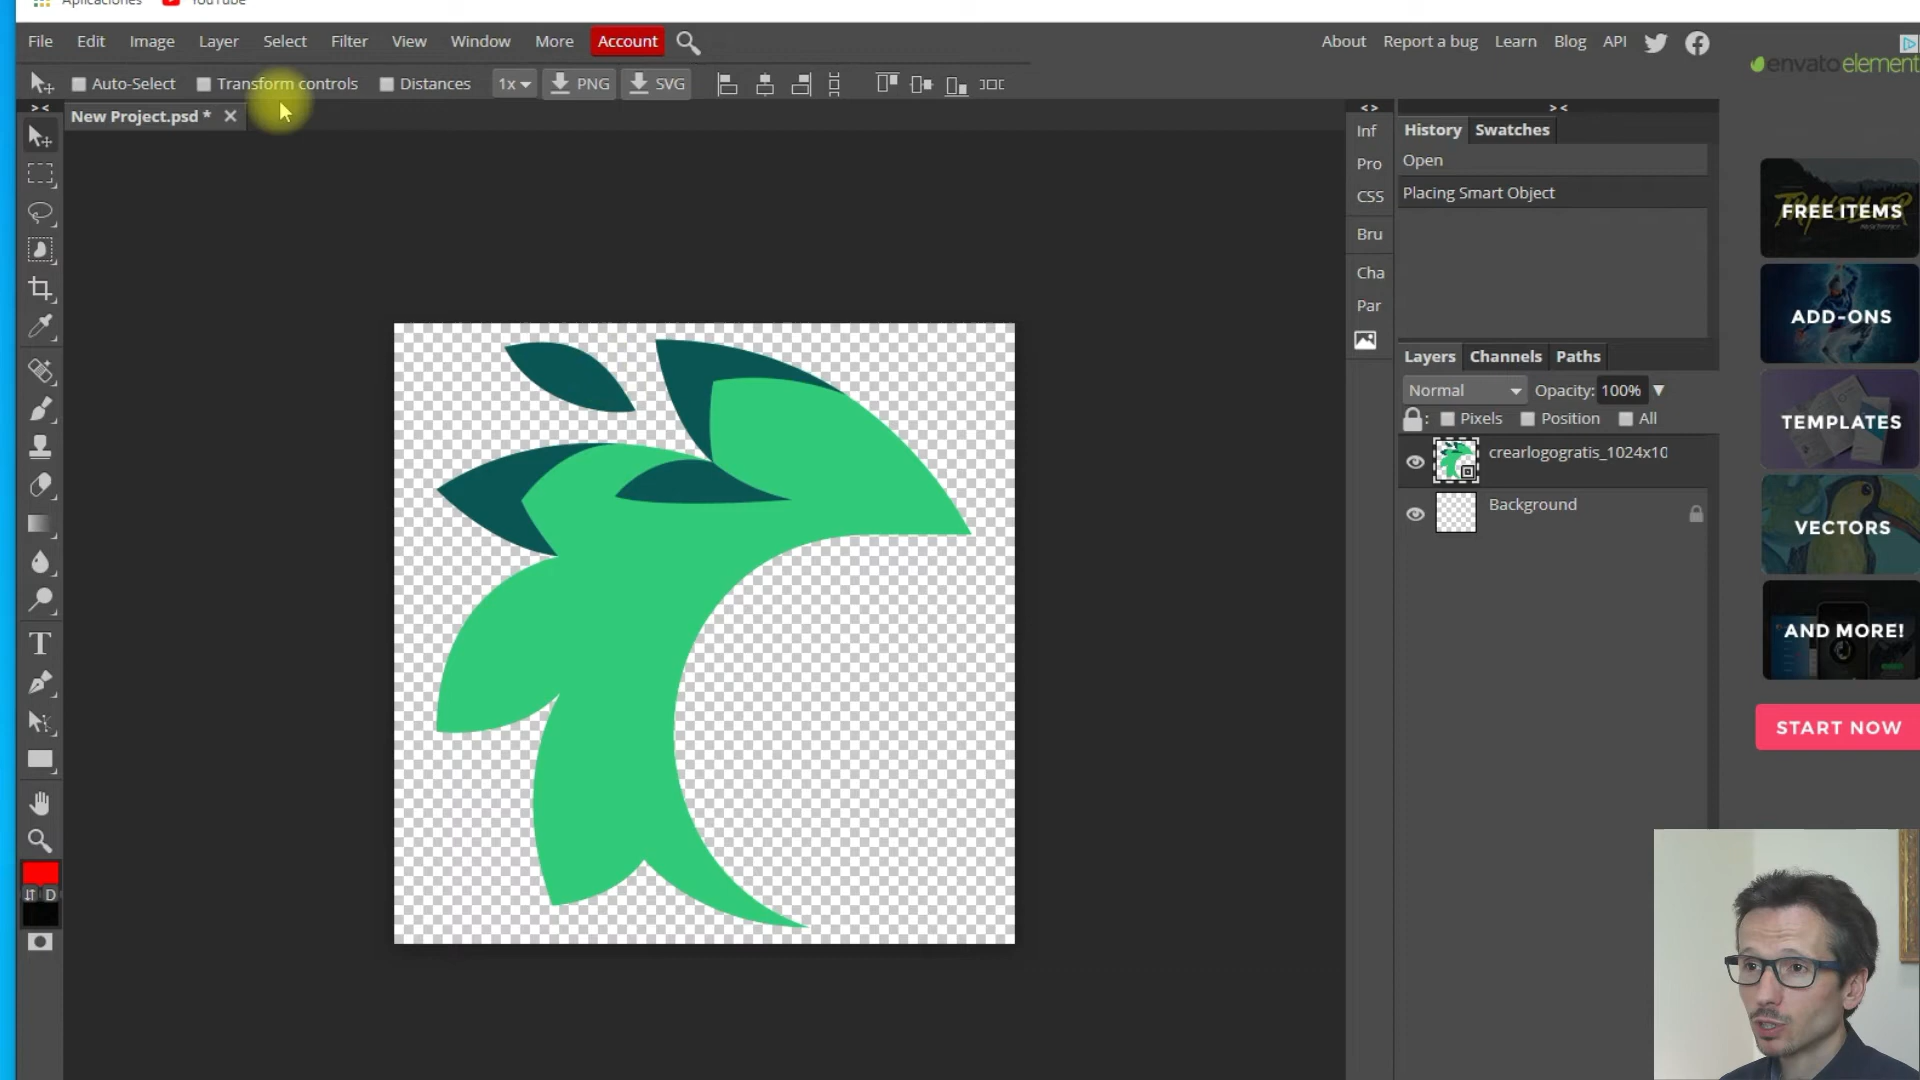 Aplicaciones YouTube
File Edit Image Layer Select Filter View Window More Account
About Report a bug Learn Blog API
envato element
Auto-Select Transform controls Distances 1x PNG SVG
New Project.psd *
Inf
Pro
CSS
Bru
Cha
Par
History Swatches
Open
Placing Smart Object
Layers Channels Paths
Normal Opacity: 100%
: Pixels Position All
crearlogogratis_1024x10
Background
T
D
FREE ITEMS
ADD-ONS
TEMPLATES
VECTORS
AND MORE!
START NOW